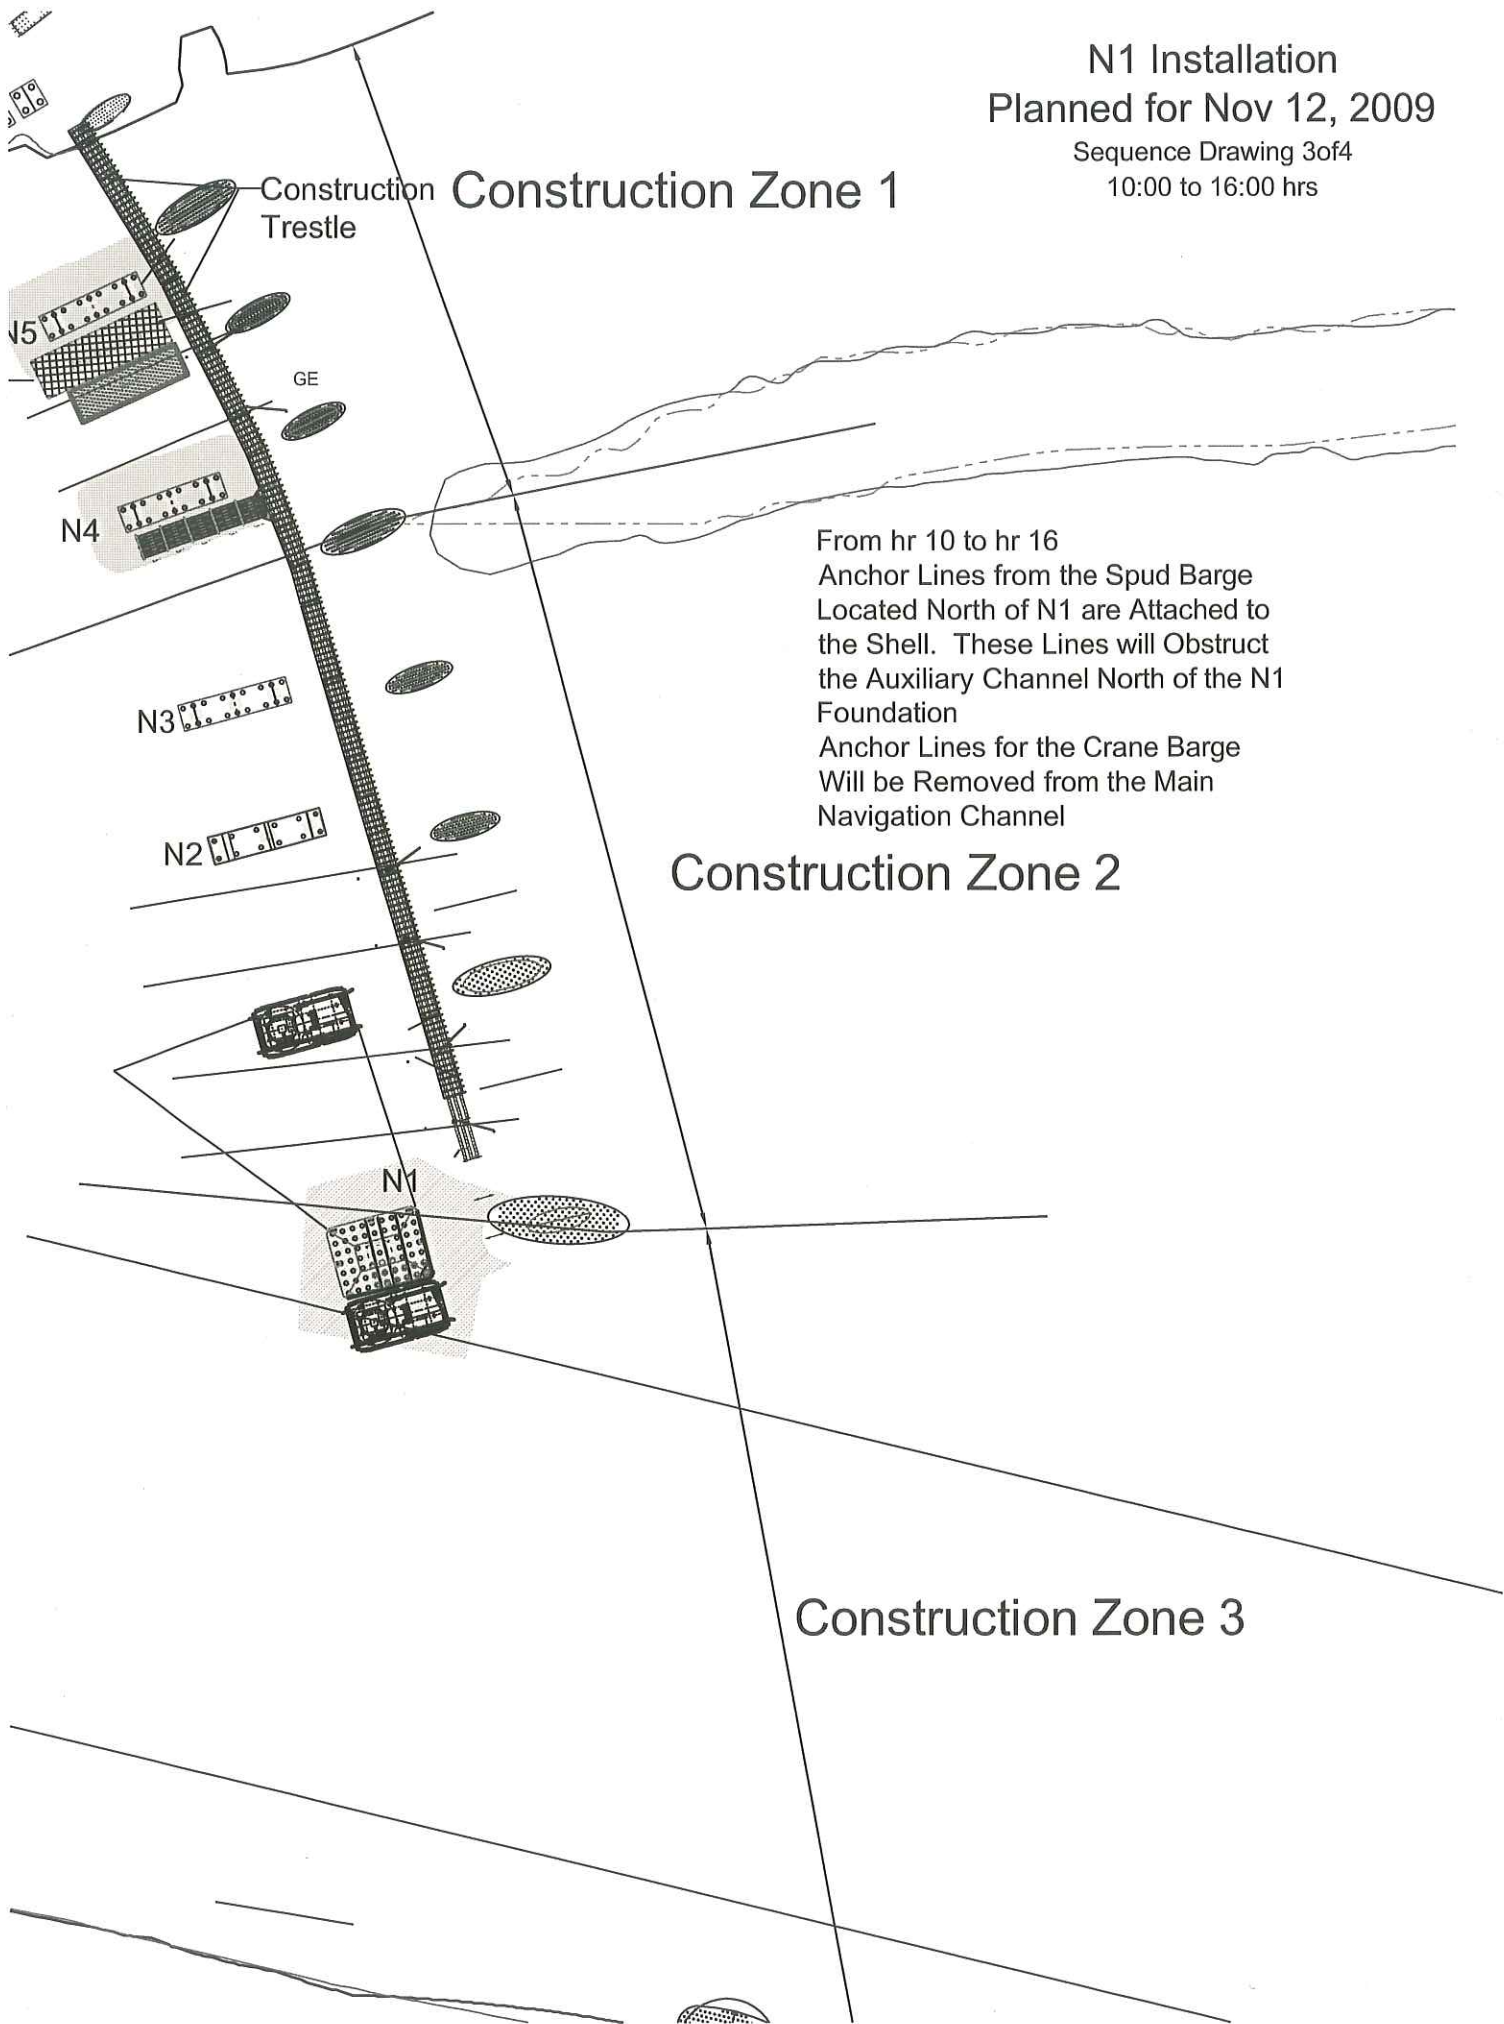 N1 Installation
Planned for Nov 12, 2009
Sequence Drawing 3of4
10:00 to 16:00 hrs
Construction
Trestle
Construction Zone 1
N5
GE
N4
From hr 10 to hr 16
Anchor Lines from the Spud Barge
Located North of N1 are Attached to
the Shell.  These Lines will Obstruct
the Auxiliary Channel North of the N1
Foundation
Anchor Lines for the Crane Barge
Will be Removed from the Main
Navigation Channel
N3
N2
Construction Zone 2
N1
Construction Zone 3